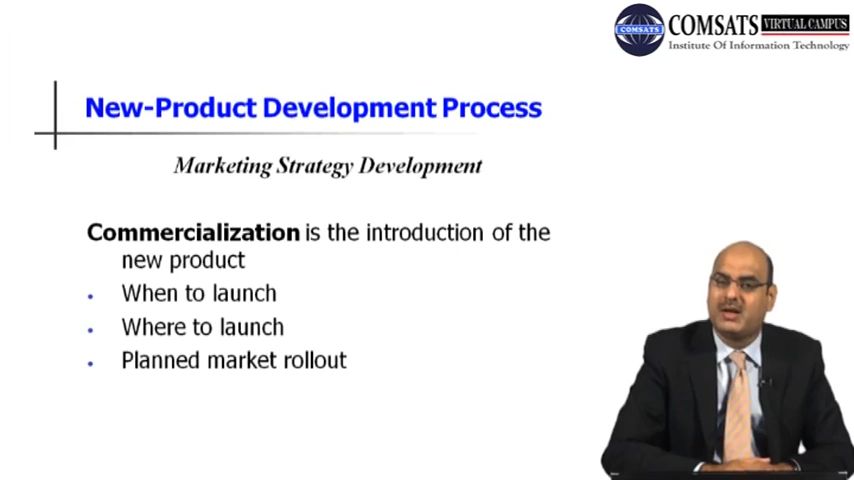 COMSATS
COMSATS VIRTUAL CAMPUS
Institute Of Information Technology
New-Product Development Process
Marketing Strategy Development
Commercialization is the introduction of the
new product
When to launch
Where to launch
Planned market rollout